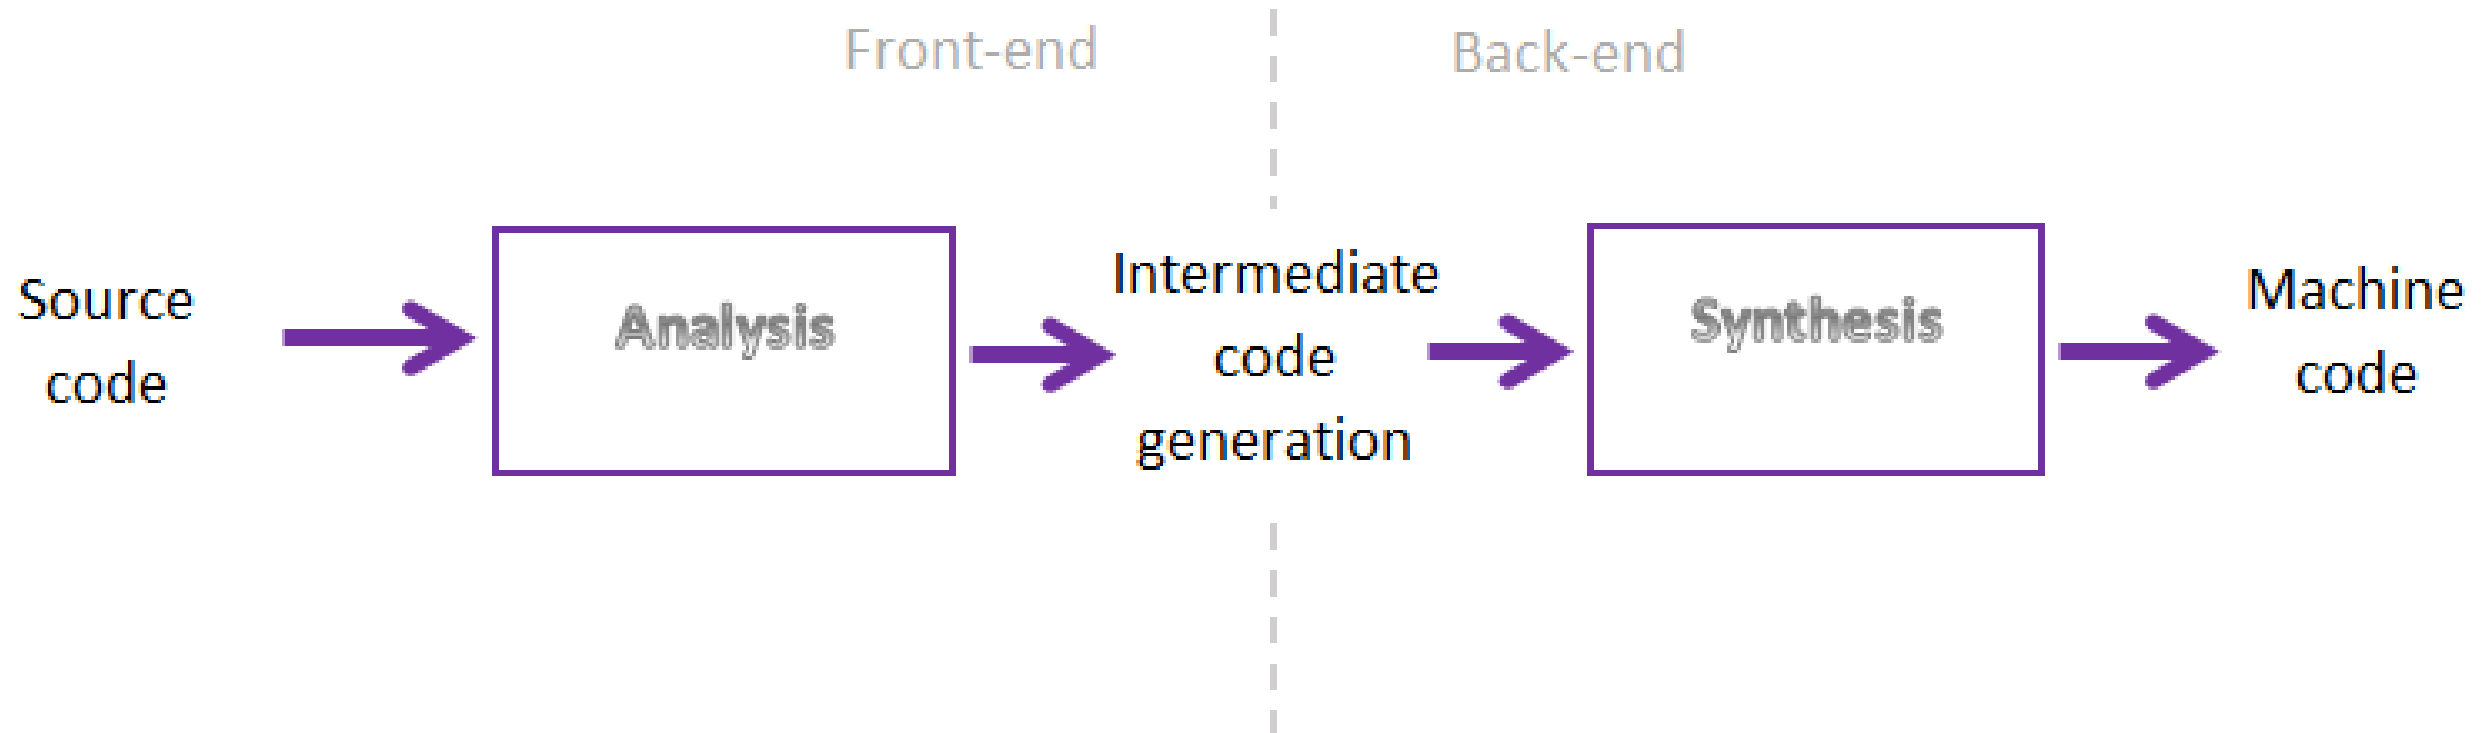 Front-end
Back-end
Source
code
Analysis
Intermediate
code
generation
Synthesis
Machine
code